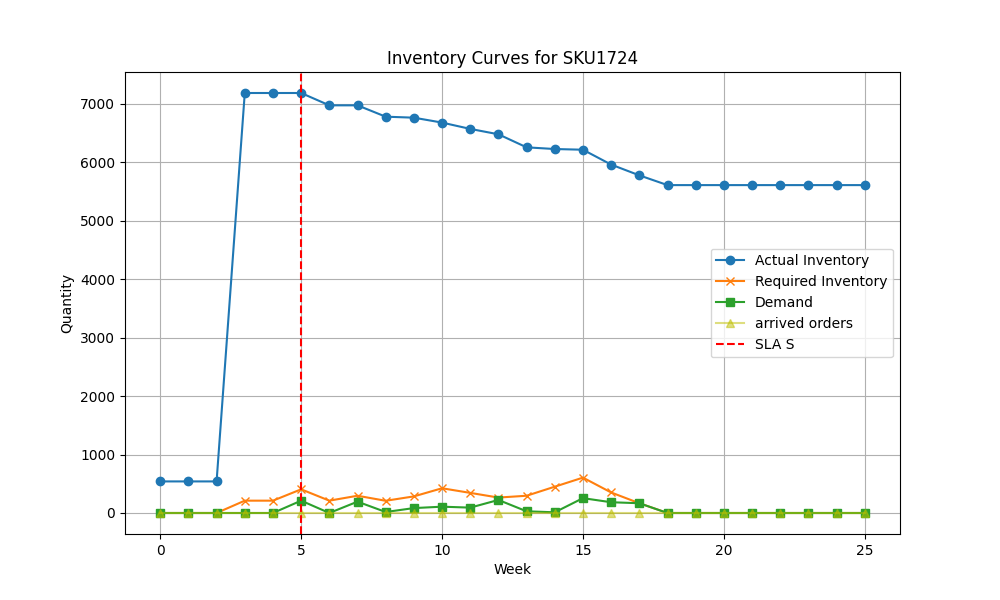 Inventory Curves for SKU1724
7000
6000
5000
4000
3000
2000
1000
0
Quantity
Actual Inventory
Required Inventory
Demand
arrived orders
SLA S
0 5 10 15 20 25
Week